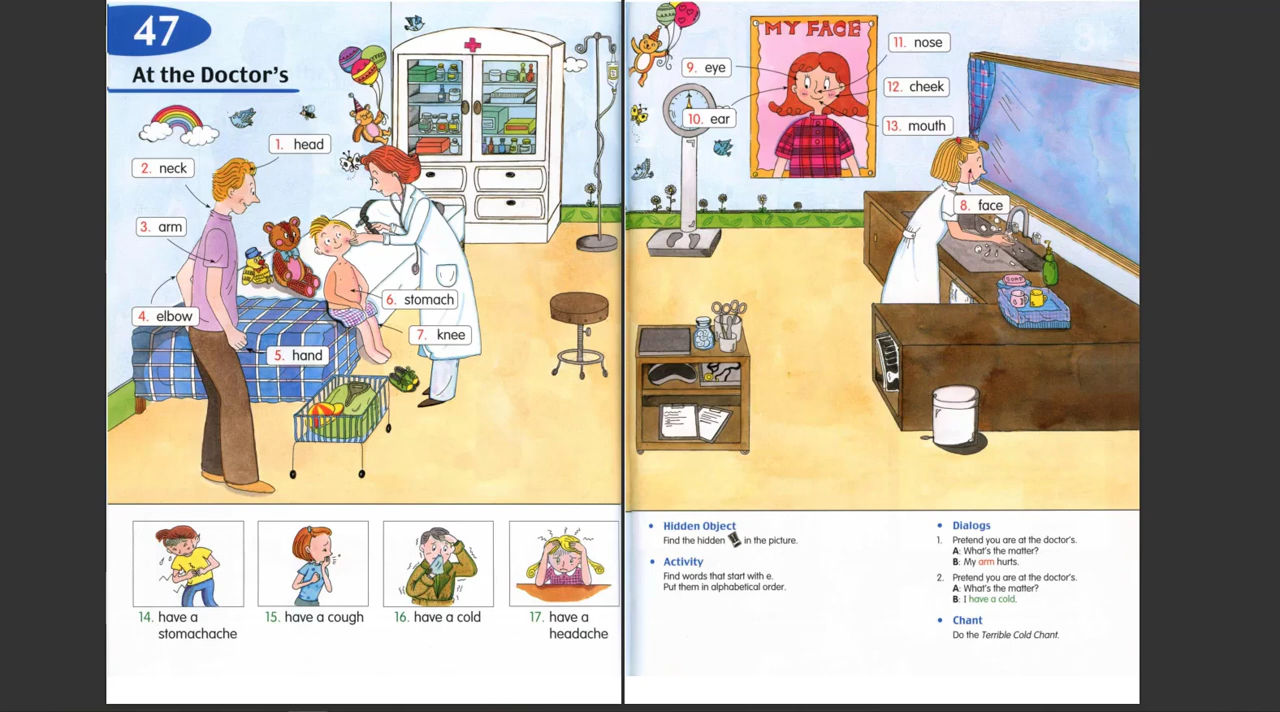 47
At the Doctor's
1. head
2. neck
3. arm
4. elbow
5. hand
6. stomach
7. knee
14. have a
stomachache
15. have a cough
16. have a cold
17. have a
headache
MY FACE
9. eye
10. ear
11. nose
12. cheek
13. mouth
8. face
SOAP
• Hidden Object
Find the hidden in the picture.
• Activity
Find words that start with e.
Put them in alphabetical order.
• Dialogs
1. Pretend you are at the doctor's.
A: What's the matter?
B: My arm hurts.
2. Pretend you are at the doctor's.
A: What's the matter?
B: I have a cold.
• Chant
Do the Terrible Cold Chant.